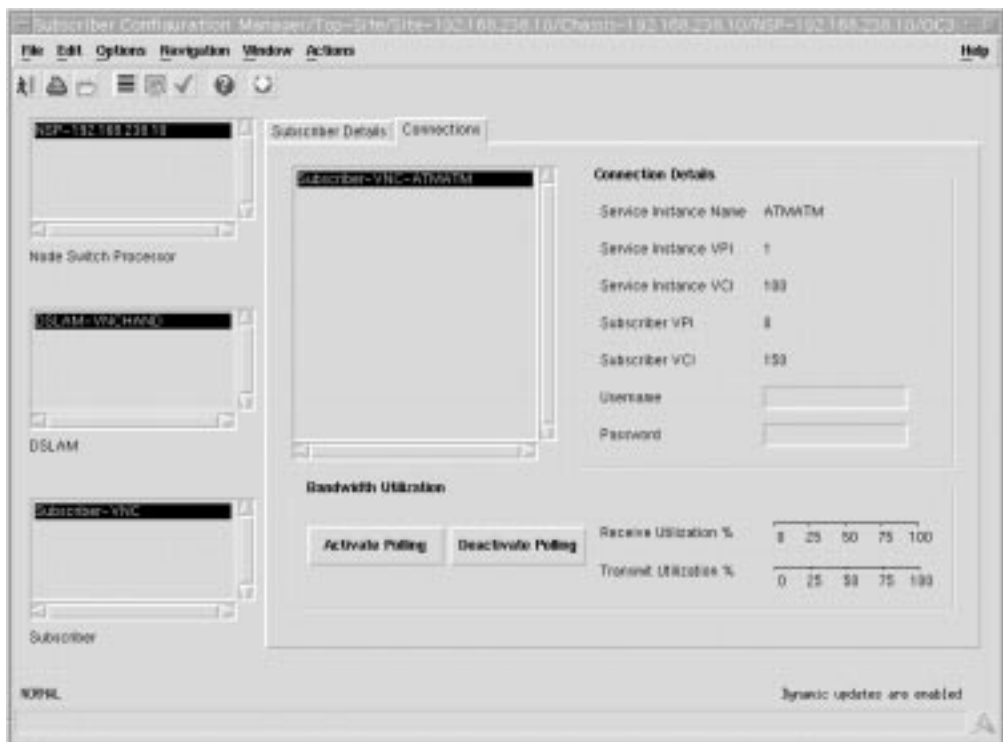 Subscriber Configuration Manager/Top-Site/Site-192.168.238.10/Chassis-192.168.238.10/NSP-192.168.238.10/OC3
File Edit Options Navigation Window Actions Help
NSP-192.168.238.10
Node Switch Processor
DSLAM-VNCHAND
DSLAM
Subscriber-VNC
Subscriber
Subscriber Details Connections
Subscriber-VNC-ATMATM
Connection Details
Service Instance Name ATMATM
Service Instance VPI 1
Service Instance VCI 100
Subscriber VPI 0
Subscriber VCI 150
Username
Password
Bandwidth Utilization
Activate Polling Deactivate Polling
Receive Utilization % 0 25 50 75 100
Transmit Utilization % 0 25 50 75 100
NORMAL Dynamic updates are enabled